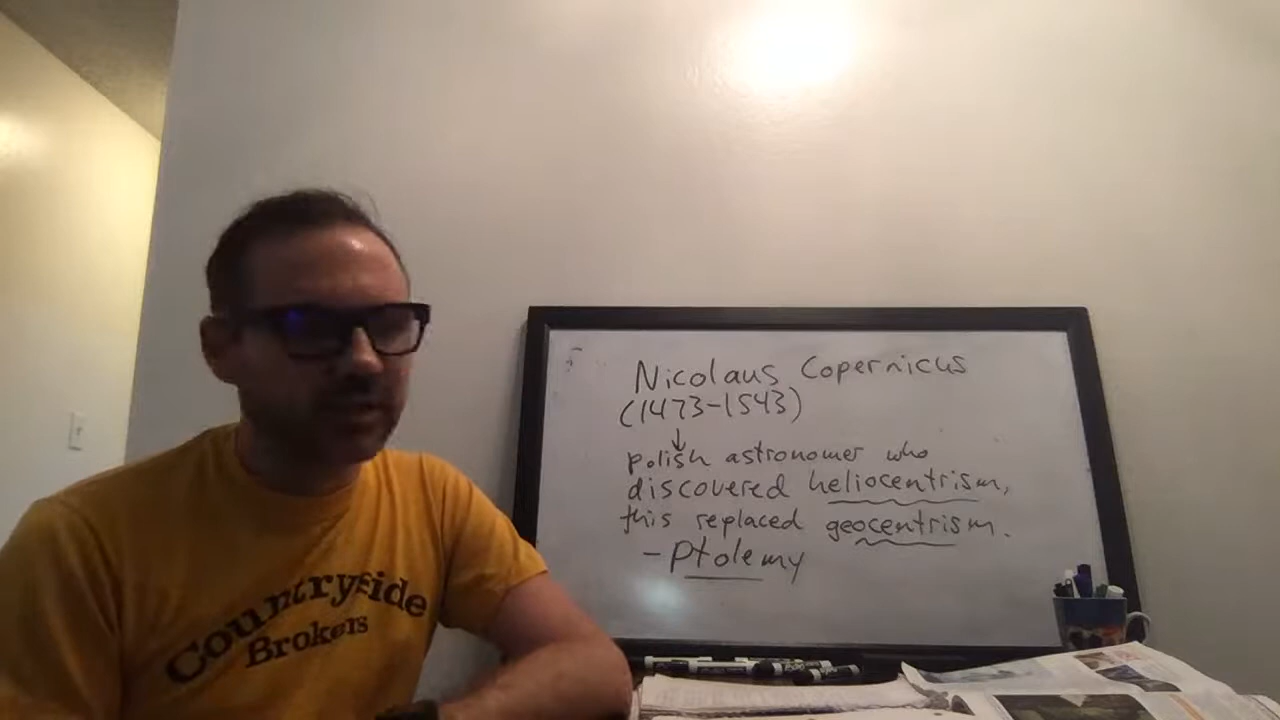 Nicolaus Copernicus
(1473-1543)
↓
polish astronomer who
discovered heliocentrism,
this replaced geocentrism.
- Ptolemy
Countryside
Brokers